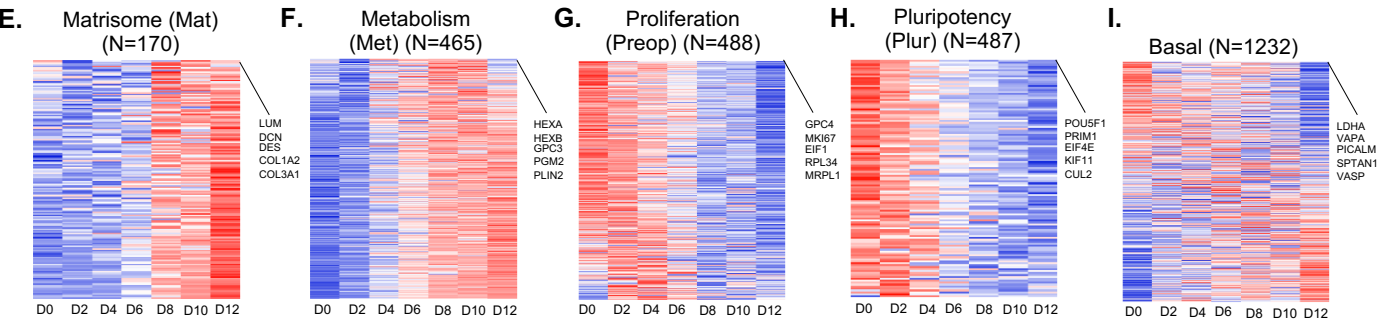 E.
Matrisome (Mat)
(N=170)
LUM
DCN
DES
COL1A2
COL3A1
D0 D2 D4 D6 D8 D10 D12
F.
Metabolism
(Met) (N=465)
HEXA
HEXB
GPC3
PGM2
PLIN2
D0 D2 D4 D6 D8 D10 D12
G.
Proliferation
(Preop) (N=488)
GPC4
MKI67
EIF1
RPL34
MRPL1
D0 D2 D4 D6 D8 D10 D12
H.
Pluripotency
(Plur) (N=487)
POU5F1
PRIM1
EIF4E
KIF11
CUL2
D0 D2 D4 D6 D8 D10 D12
I.
Basal (N=1232)
LDHA
VAPA
PICALM
SPTAN1
VASP
D0 D2 D4 D6 D8 D10 D12